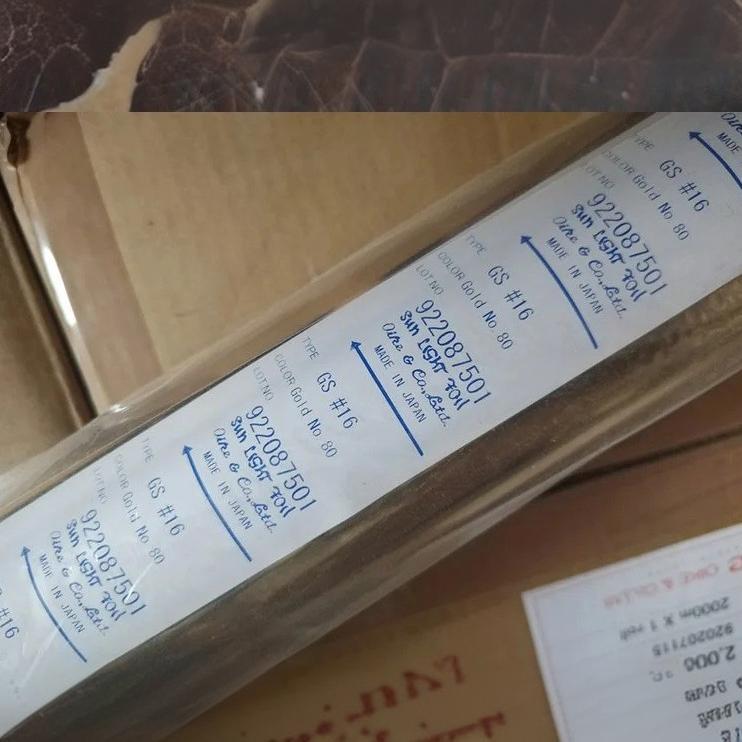 TYPE GS #16
COLOR Gold No 80
LOT.NO 922087501
Sun LIGHT FOIL
Oike & Co.,Ltd.
MADE IN JAPAN
TYPE GS #16
COLOR Gold No 80
LOT.NO 922087501
Sun LIGHT FOIL
Oike & Co.,Ltd.
MADE IN JAPAN
TYPE GS #16
COLOR Gold No 80
LOT.NO 922087501
Sun LIGHT FOIL
Oike & Co.,Ltd.
MADE IN JAPAN
TYPE GS #16
COLOR Gold No 80
LOT.NO 922087501
Sun LIGHT FOIL
Oike & Co.,Ltd.
MADE IN JAPAN
#16
Oike
MADE
OIKE &
2000m X 1 roll
920207115
2,000